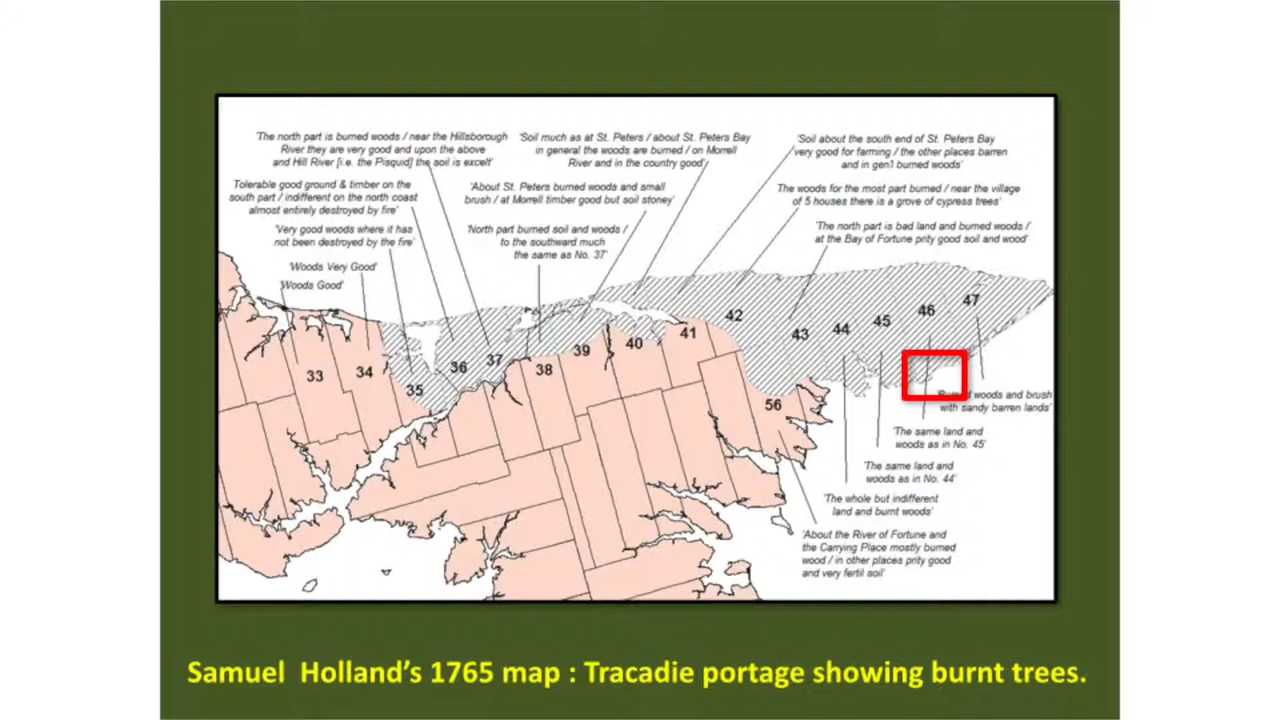 'The north part is burned woods / near the Hillsborough
River they are very good and upon the above
and Hill River [i.e. the Pisquid] the soil is excelt'
'Soil much as at St. Peters / about St. Peters Bay
in general the woods are burned / on Morrell
River and in the country good'
'Soil about the south end of St. Peters Bay
very good for farming / the other places barren
and in gen'l burned woods'
Tolerable good ground & timber on the
south part / indifferent on the north coast
almost entirely destroyed by fire'
'About St. Peters burned woods and small
brush / at Morrell timber good but soil stoney'
The woods for the most part burned / near the village
of 5 houses there is a grove of cypress trees'
'Very good woods where it has
not been destroyed by the fire'
'North part burned soil and woods /
to the southward much
the same as No. 37'
'The north part is bad land and burned woods /
at the Bay of Fortune prity good soil and wood'
'Woods Very Good'
'Woods Good'
33
34
35
36
37
38
39
40
41
42
43
44
45
46
47
56
woods and brush
with sandy barren lands'
'The same land and
woods as in No. 45'
'The same land and
woods as in No. 44'
'The whole but indifferent
land and burnt woods'
'About the River of Fortune and
the Carrying Place mostly burned
wood / in other places prity good
and very fertil soil'
Samuel Holland's 1765 map : Tracadie portage showing burnt trees.